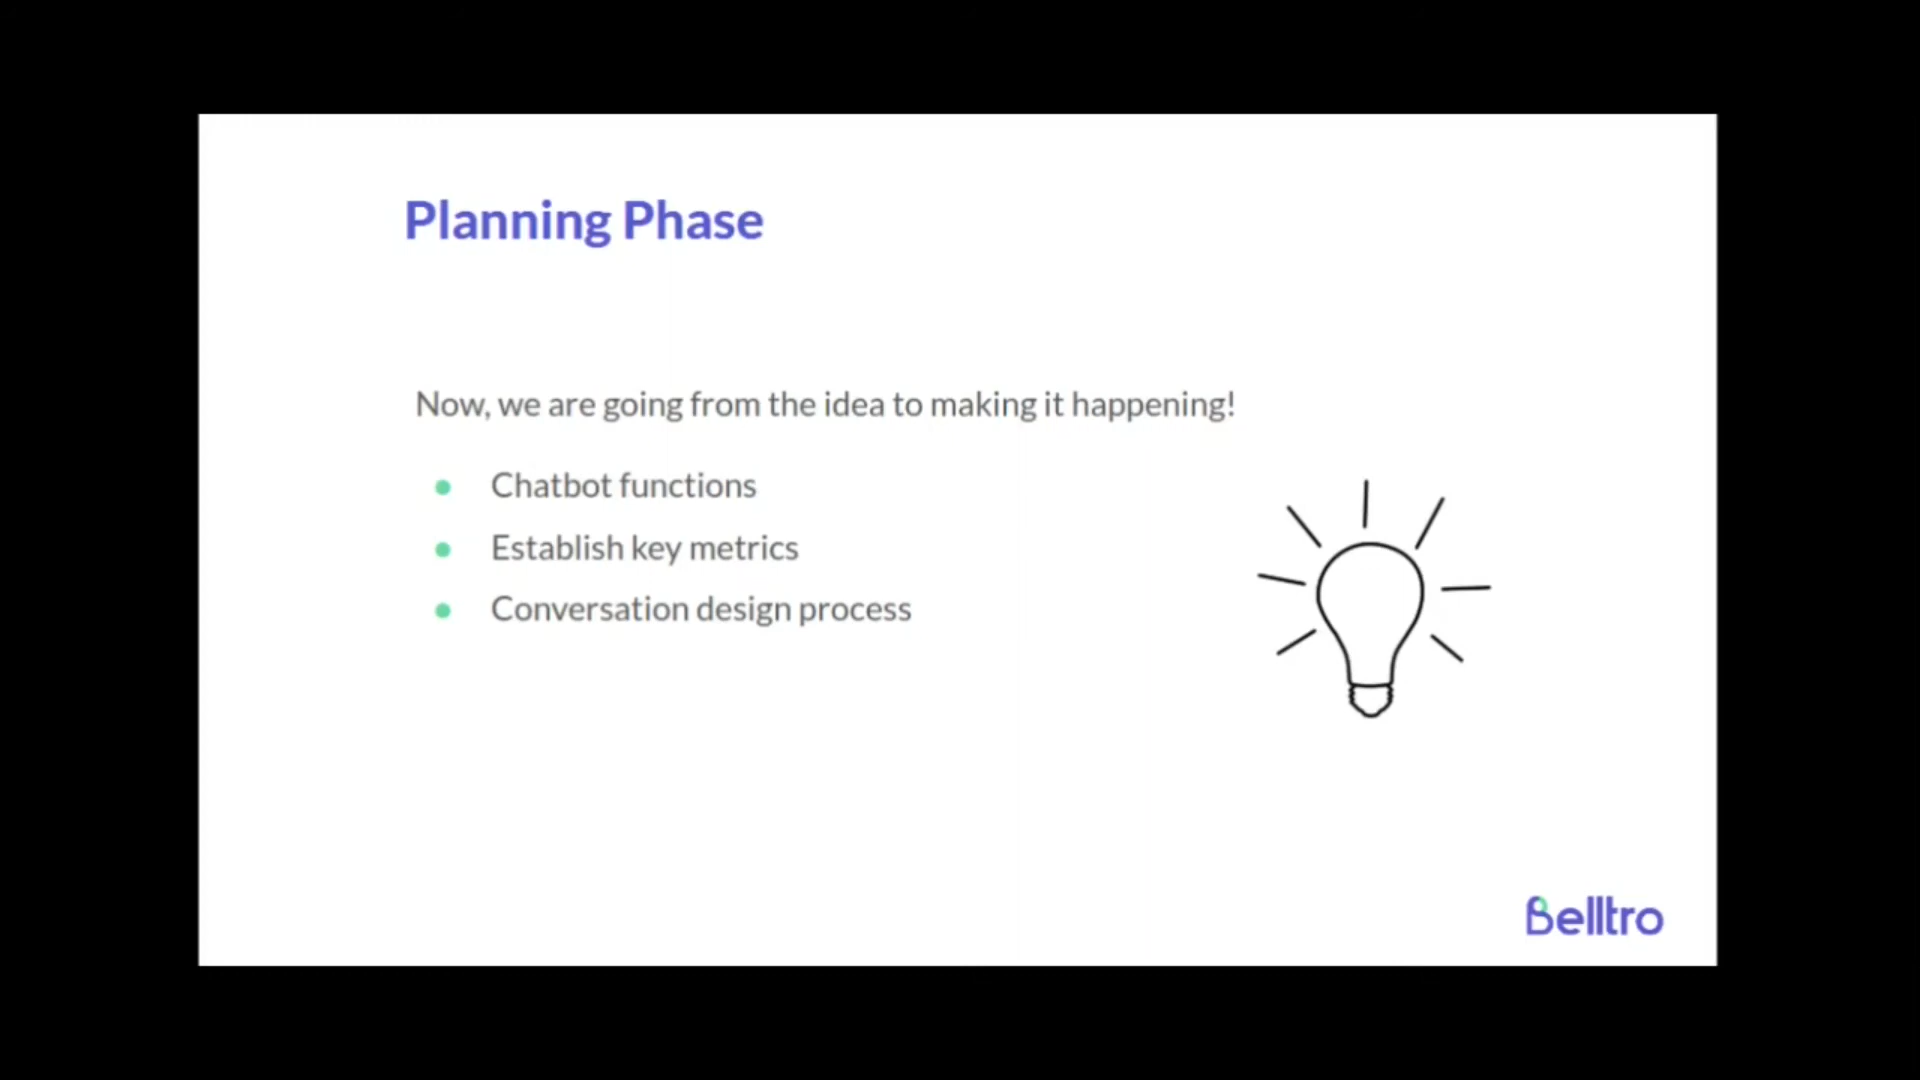 Planning Phase
Now, we are going from the idea to making it happening!
Chatbot functions
Establish key metrics
Conversation design process
Belltro